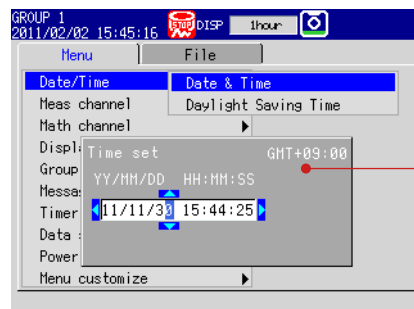 GROUP 1
2011/02/02 15:45:16 STOP DISP 1hour
Menu File
Date/Time Date & Time
Meas channel Daylight Saving Time
Math channel
Time set GMT+09:00
Group
YY/MM/DD HH:MM:SS
Timer 11/11/30 15:44:25
Data
Power
Menu customize